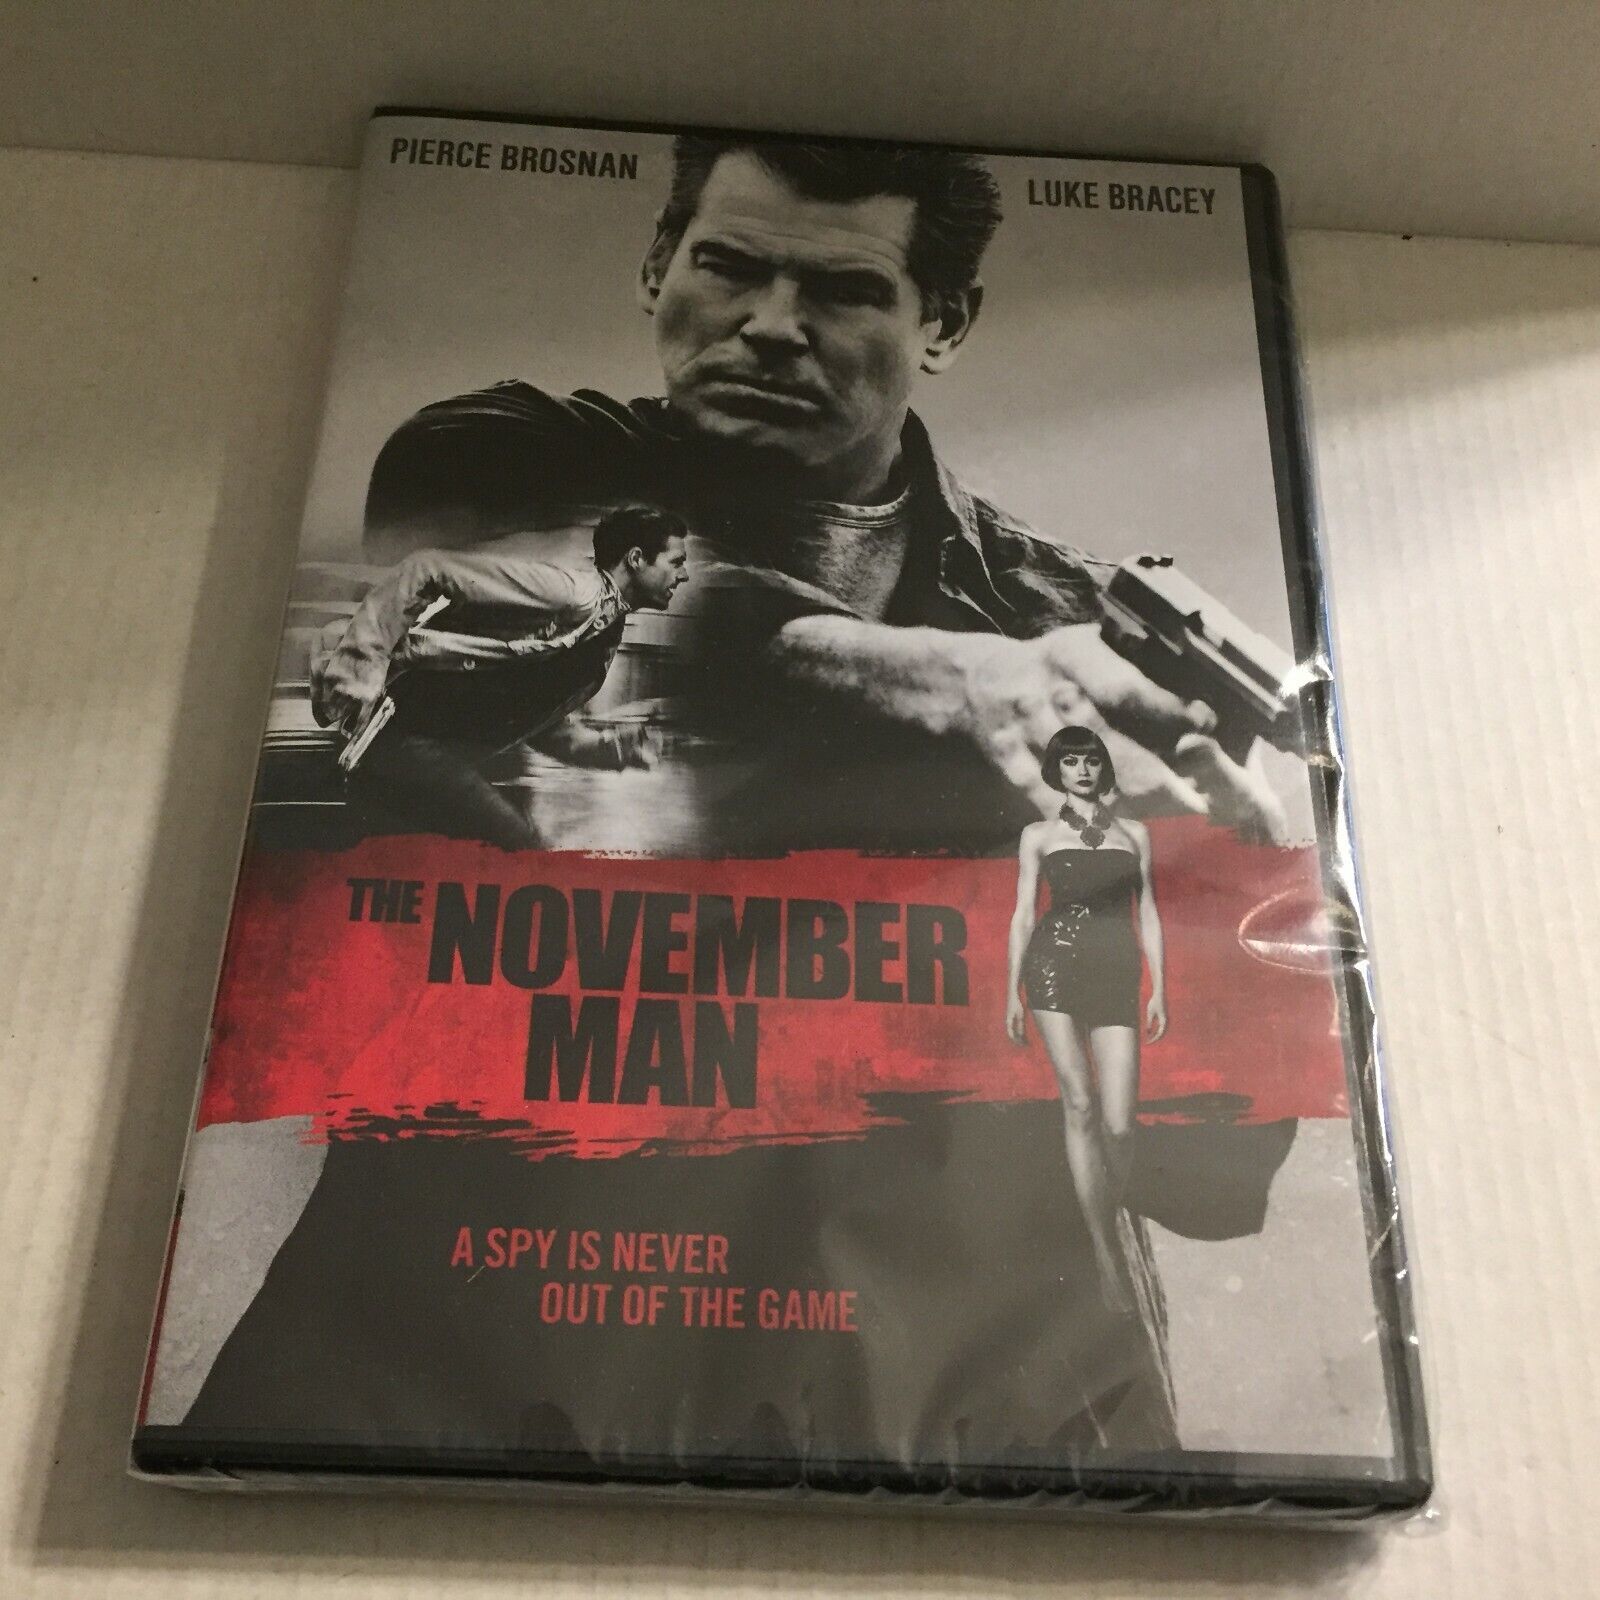 PIERCE BROSNAN
LUKE BRACEY
THE NOVEMBER
MAN
A SPY IS NEVER
OUT OF THE GAME